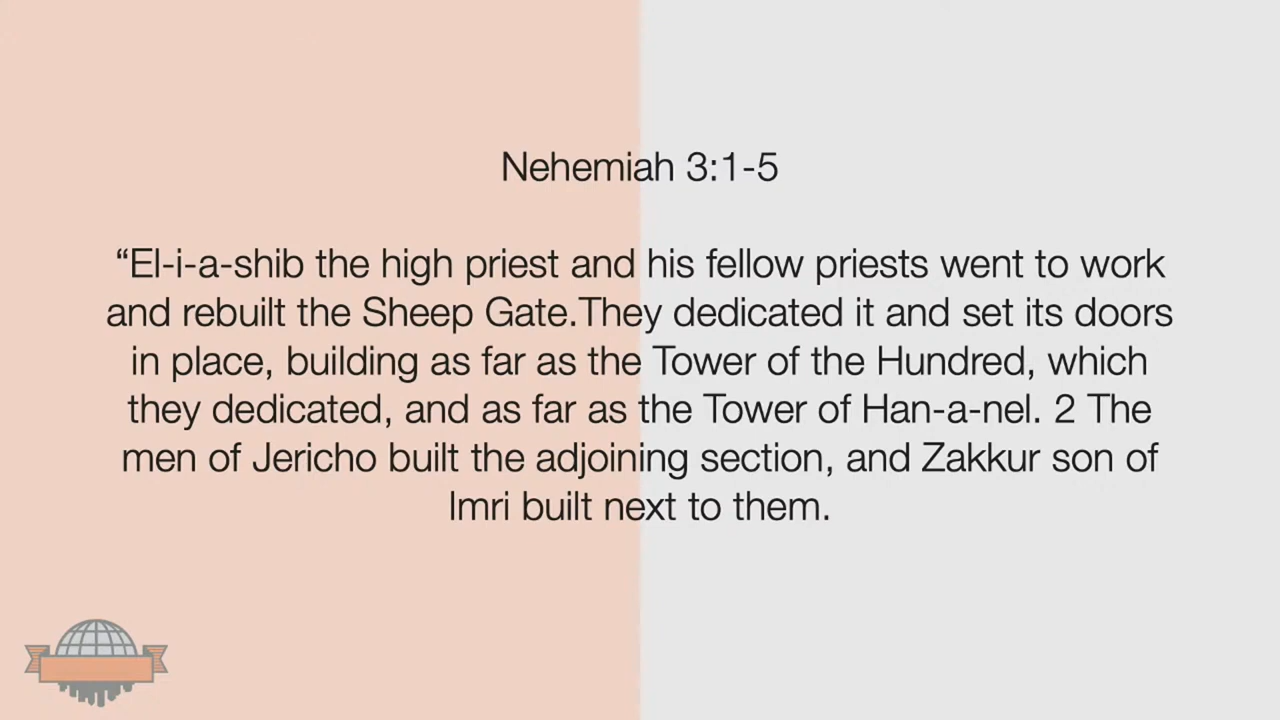 Nehemiah 3:1-5
“El-i-a-shib the high priest and his fellow priests went to work
and rebuilt the Sheep Gate.They dedicated it and set its doors
in place, building as far as the Tower of the Hundred, which
they dedicated, and as far as the Tower of Han-a-nel. 2 The
men of Jericho built the adjoining section, and Zakkur son of
Imri built next to them.